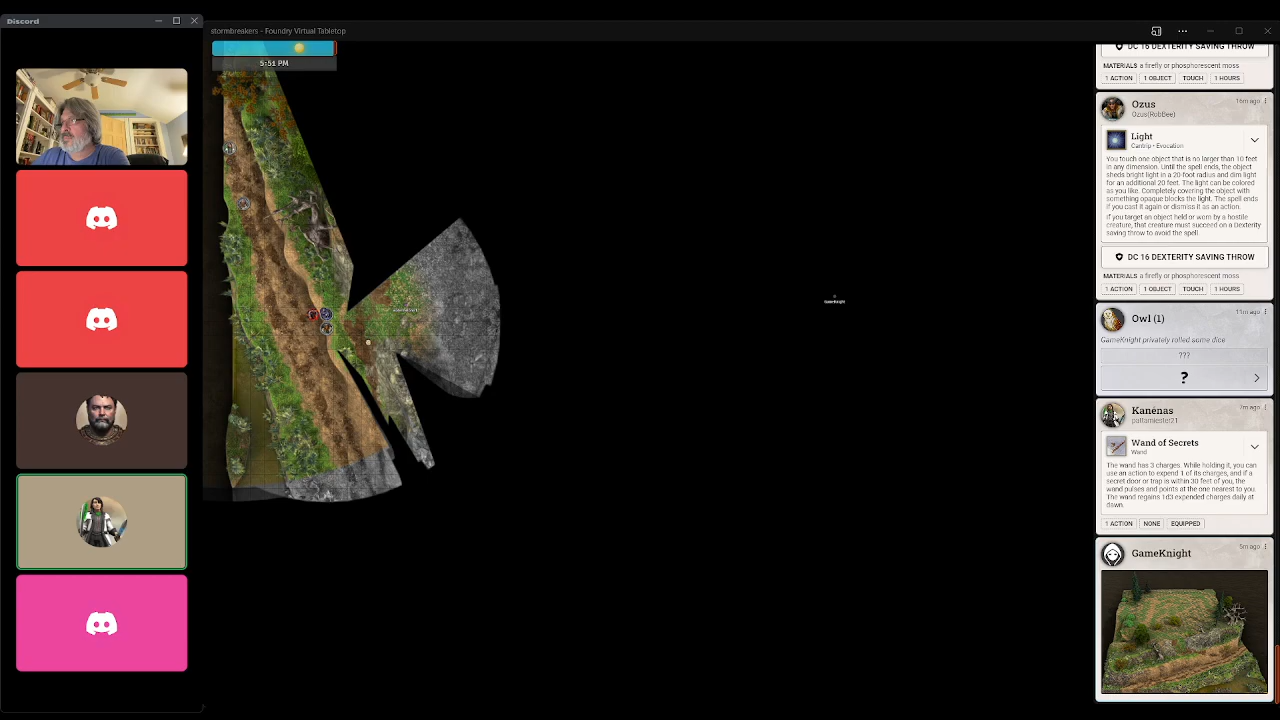 Discord
stormbreakers - Foundry Virtual Tabletop
5:51 PM
GameKnight
DC 16 DEXTERITY SAVING THROW
MATERIALS a firefly or phosphorescent moss
1 ACTION 1 OBJECT TOUCH 1 HOURS
Ozus 16m ago
Ozus(RobBee)
Light
Cantrip • Evocation
You touch one object that is no larger than 10 feet
in any dimension. Until the spell ends, the object
sheds bright light in a 20-foot radius and dim light
for an additional 20 feet. The light can be colored
as you like. Completely covering the object with
something opaque blocks the light. The spell ends
if you cast it again or dismiss it as an action.
If you target an object held or worn by a hostile
creature, that creature must succeed on a Dexterity
saving throw to avoid the spell.
DC 16 DEXTERITY SAVING THROW
MATERIALS a firefly or phosphorescent moss
1 ACTION 1 OBJECT TOUCH 1 HOURS
Owl (1) 11m ago
GameKnight privately rolled some dice
???
?
Kanenas 7m ago
Wand of Secrets
Wand
The wand has 3 charges. While holding it, you can
use an action to expend 1 of its charges, and if a
secret door or trap is within 30 feet of you, the
wand pulses and points at the one nearest to you.
The wand regains 1d3 expended charges daily at
dawn.
1 ACTION NONE EQUIPPED
GameKnight 5m ago